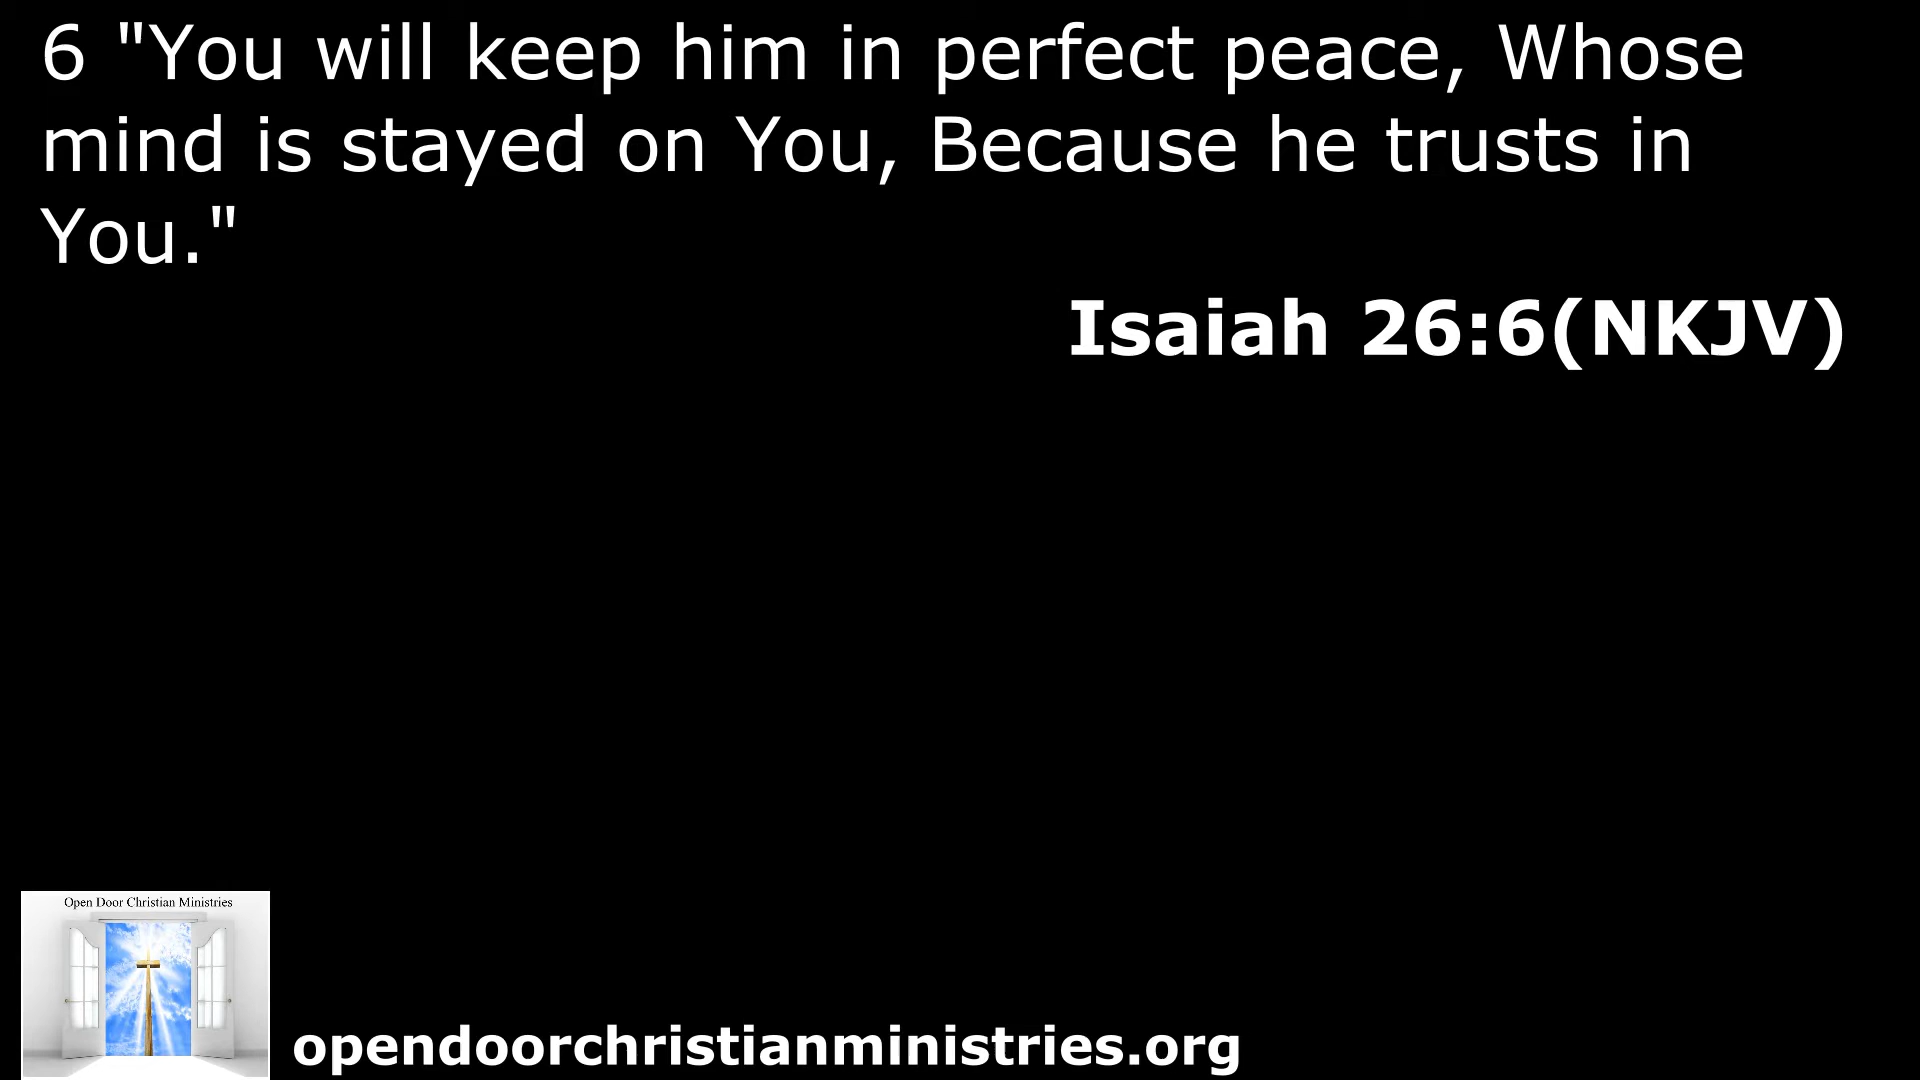 6 "You will keep him in perfect peace, Whose
mind is stayed on You, Because he trusts in
You."
Isaiah 26:6(NKJV)
Open Door Christian Ministries
opendoorchristianministries.org